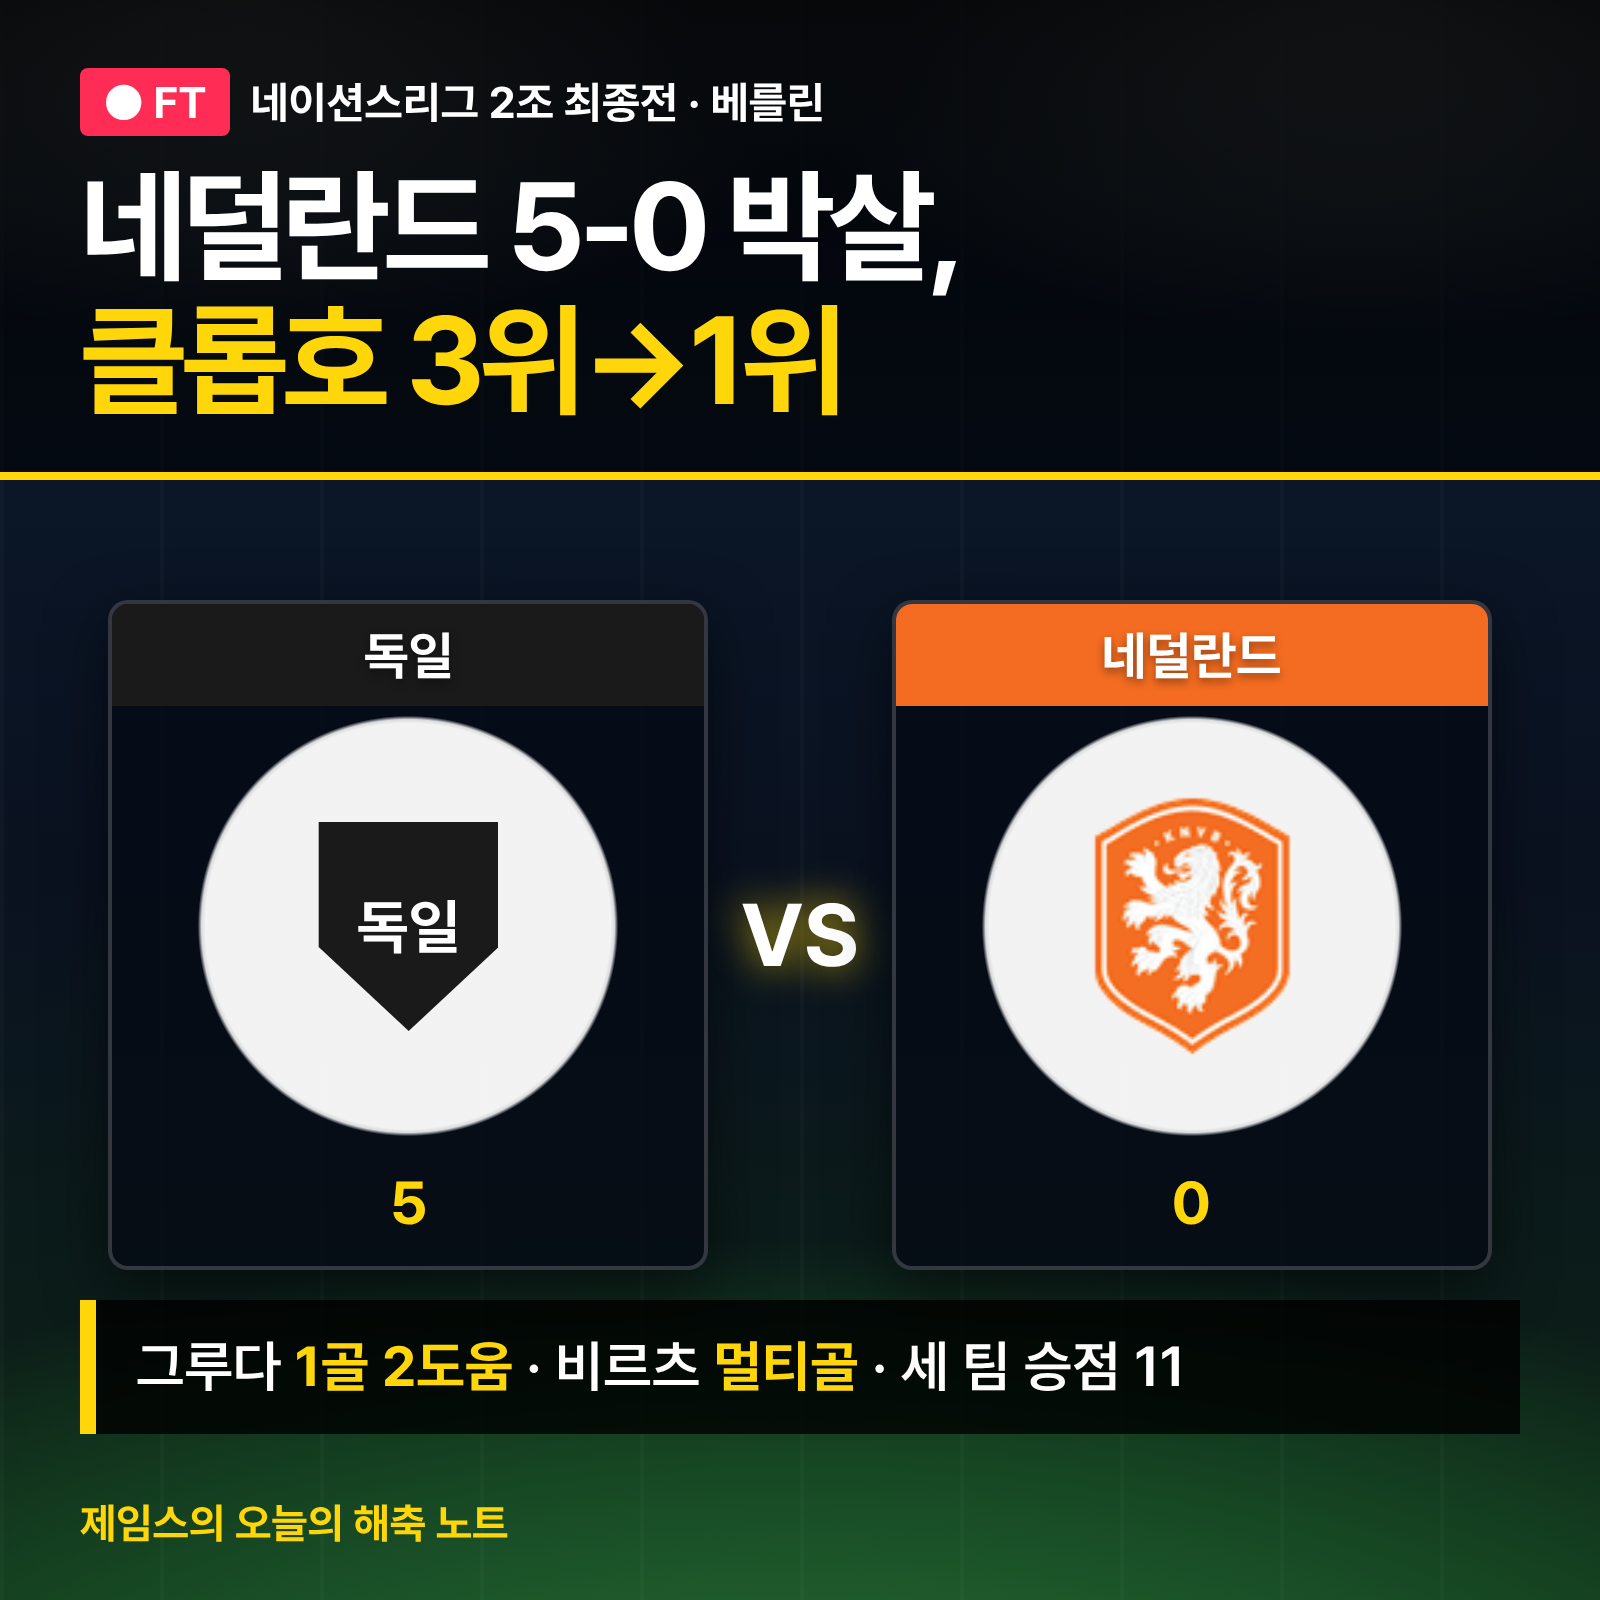 FT 네이션스리그 2조 최종전 · 베를린
네덜란드 5-0 박살,
클롭호 3위→1위
독일
네덜란드
독일
KNVB
VS
5
0
그루다 1골 2도움 · 비르츠 멀티골 · 세 팀 승점 11
제임스의 오늘의 해축 노트